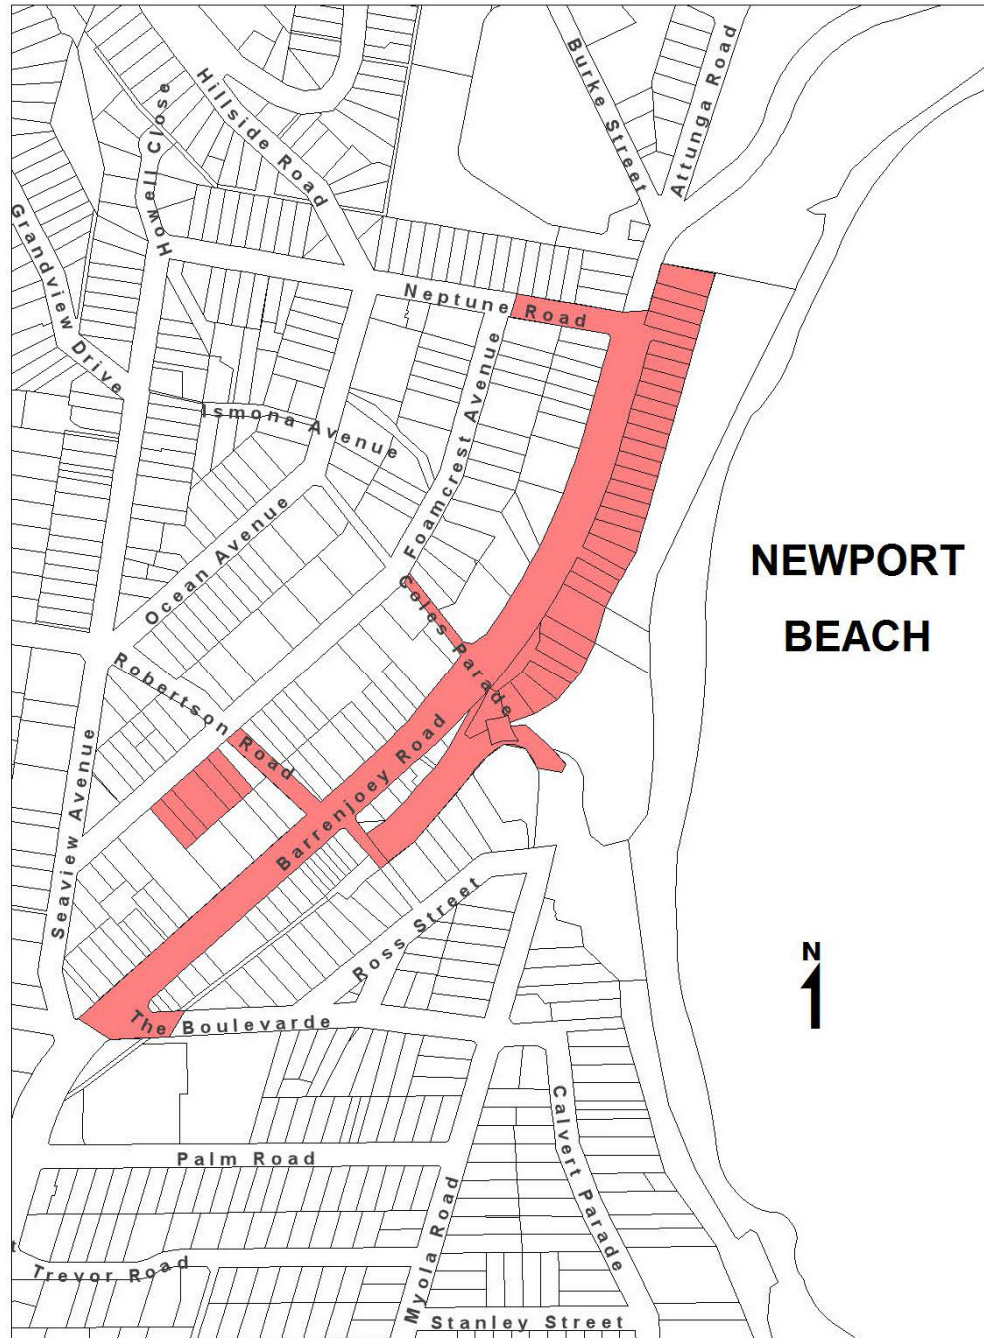 Burke Street
Attunga Road
Hillside Road
Howell Close
Grandview Drive
Neptune Road
Ismona Avenue
Foamcrest Avenue
Ocean Avenue
Coles Parade
NEWPORT
BEACH
Robertson Road
Seaview Avenue
Barrenjoey Road
Ross Street
N
The Boulevarde
Calvert Parade
Palm Road
Myola Road
t
Trevor Road
Stanley Street